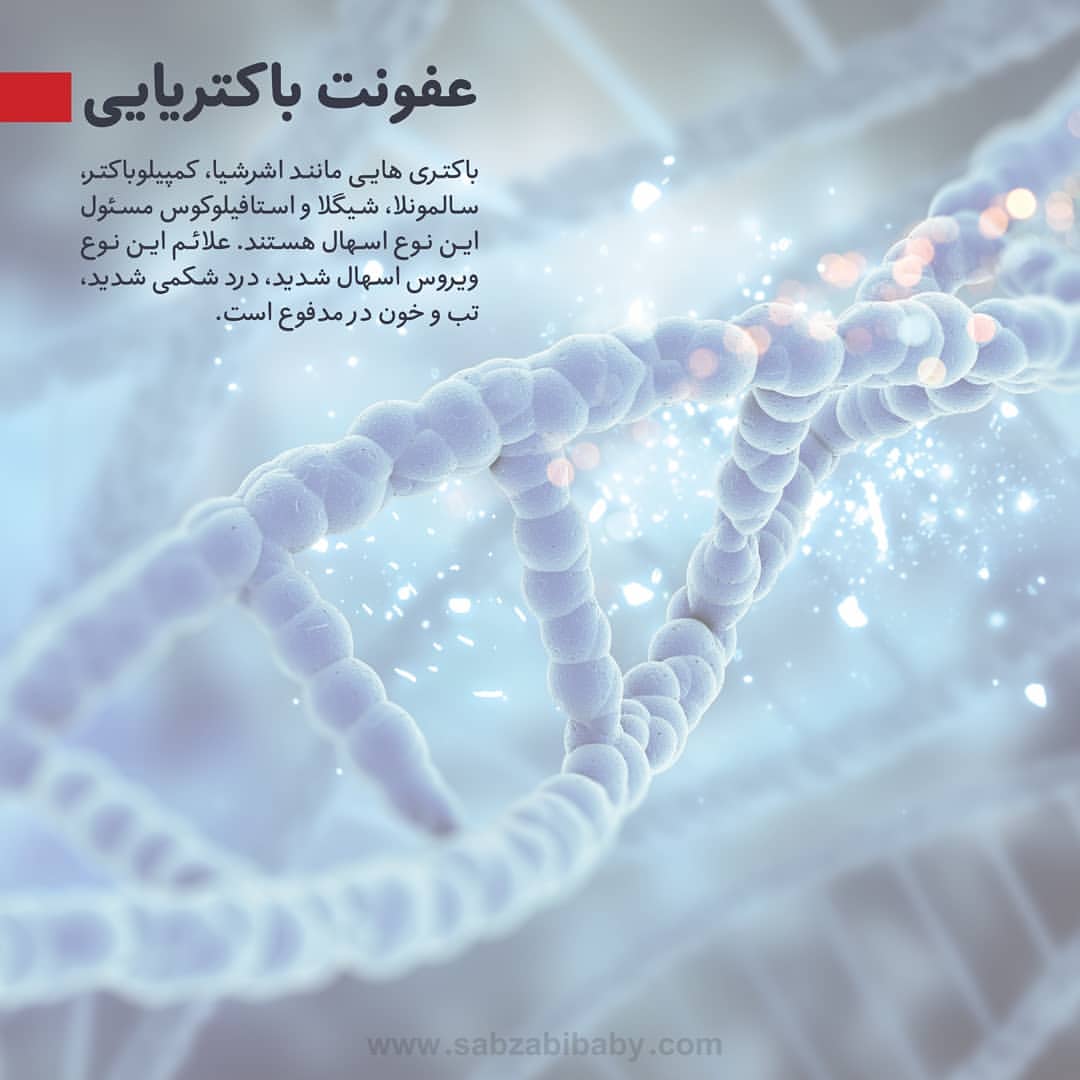 عفونت باکتریایی
باکتری هایی مانند اشرشیا، کمپیلوباکتر،
سالمونلا، شیگلا و استافیلوکوس مسئول
این نوع اسهال هستند. علائم این نوع
ویروس اسهال شدید، درد شکمی شدید،
تب و خون در مدفوع است.
www.sabzabibaby.com